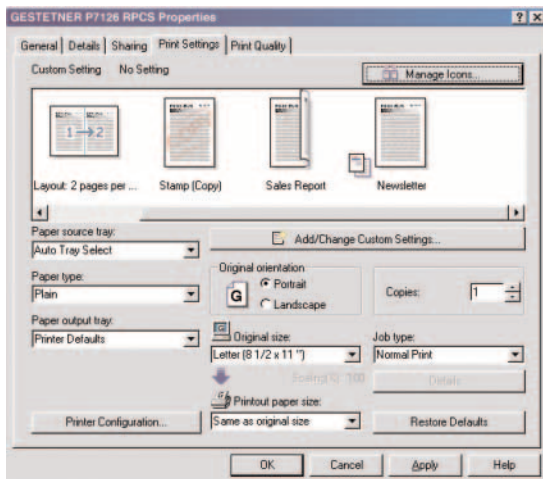 GESTETNER P7126 RPCS Properties
General Details Sharing Print Settings Print Quality
Custom Setting No Setting
Manage Icons...
1 2
COPY
Layout: 2 pages per ... Stamp (Copy) Sales Report Newsletter
Paper source tray:
Auto Tray Select
Add/Change Custom Settings...
Paper type:
Plain
Original orientation
G
Portrait
Landscape
Copies: 1
Paper output tray:
Printer Defaults
Original size:
Letter (8 1/2 x 11 ")
Job type:
Normal Print
100
Details
Printout paper size:
Same as original size
Printer Configuration...
Restore Defaults
OK Cancel Apply Help